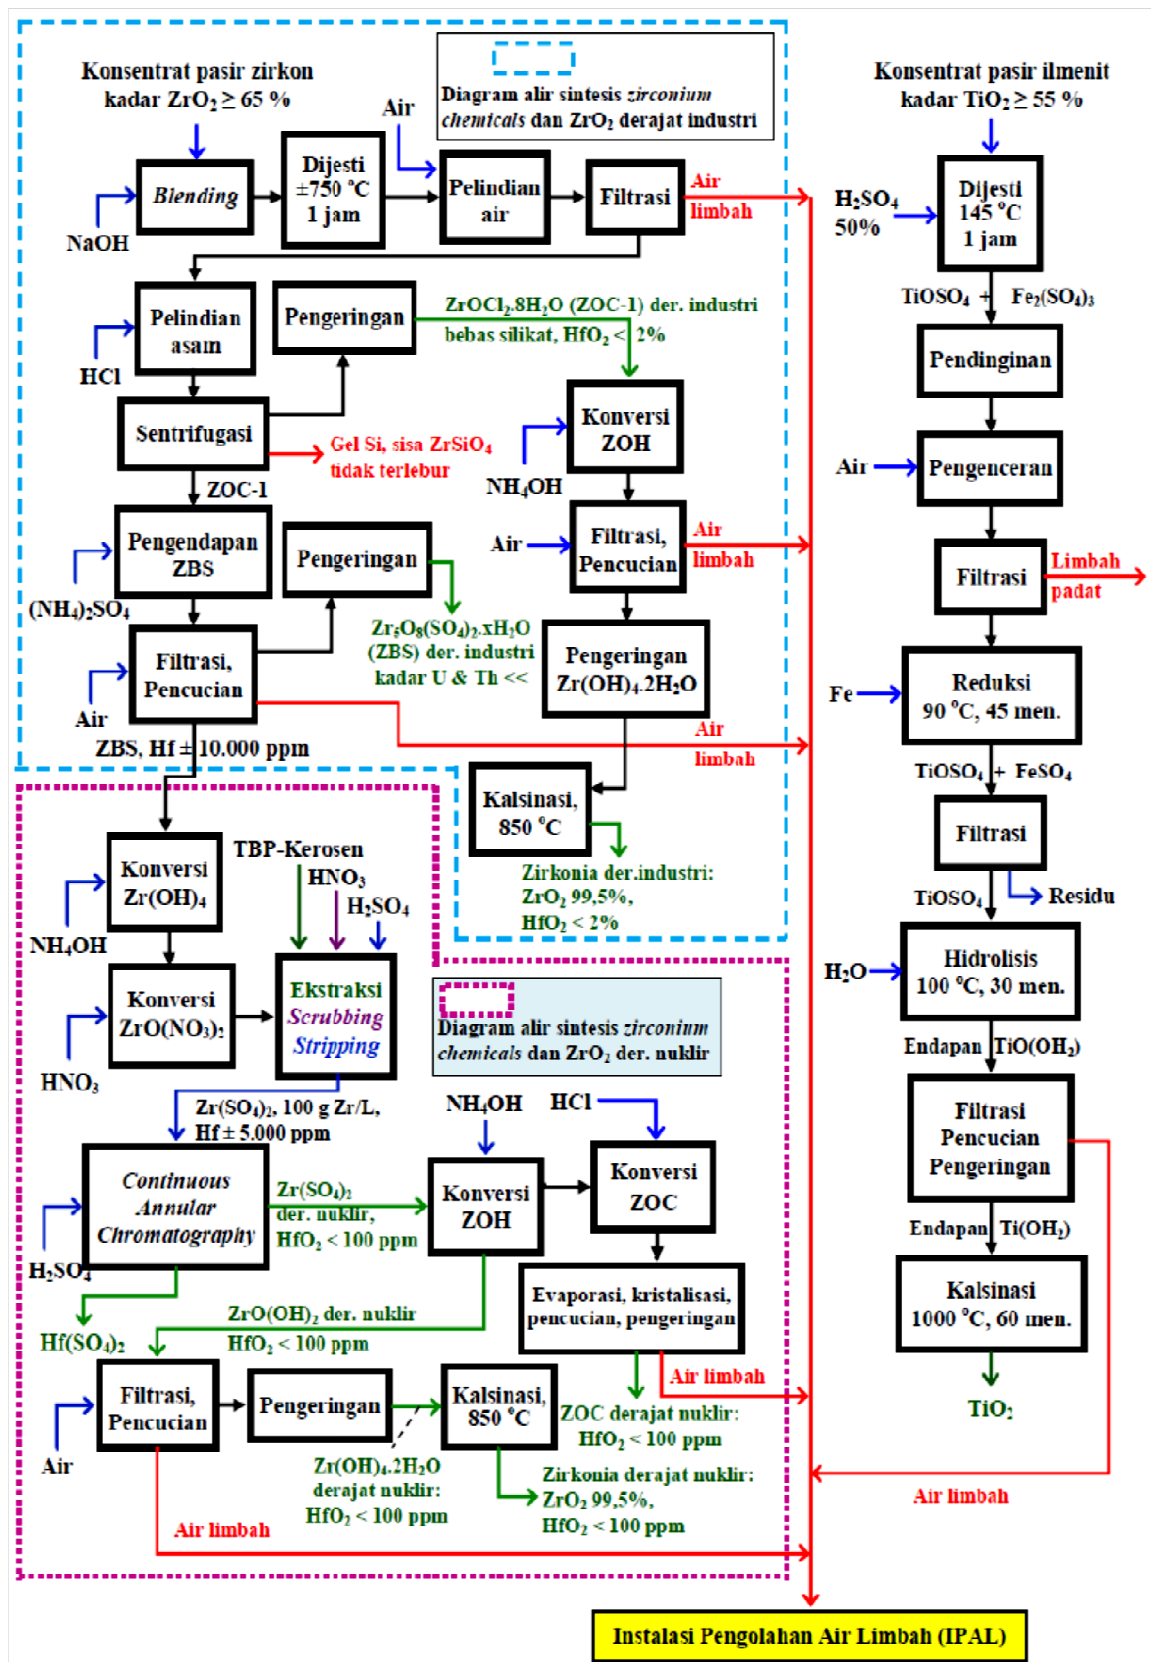 Konsentrat pasir zirkon
kadar ZrO₂ ≥ 65 %
Diagram alir sintesis zirconium
chemicals dan ZrO₂ derajat industri
Konsentrat pasir ilmenit
kadar TiO₂ ≥ 55 %
Air
Blending
Dijesti
±750 °C
1 jam
Pelindian
air
Filtrasi
Air
limbah
NaOH
H₂SO₄
50%
Dijesti
145 °C
1 jam
TiOSO₄ + Fe₂(SO₄)₃
Pelindian
asam
HCl
Pengeringan
ZrOCl₂.8H₂O (ZOC-1) der. industri
bebas silikat, HfO₂ < 2%
Pendinginan
Sentrifugasi
Gel Si, sisa ZrSiO₄
tidak terlebur
Konversi
ZOH
NH₄OH
Air
Pengenceran
ZOC-1
Pengendapan
ZBS
(NH₄)₂SO₄
Pengeringan
Air
Filtrasi,
Pencucian
Air
limbah
Filtrasi
Limbah
padat
Zr₅O₈(SO₄)₂.xH₂O
(ZBS) der. industri
kadar U & Th <<
Filtrasi,
Pencucian
Air
Pengeringan
Zr(OH)₄.2H₂O
Fe
Reduksi
90 °C, 45 men.
ZBS, Hf ± 10.000 ppm
Air
limbah
TiOSO₄ + FeSO₄
Kalsinasi,
850 °C
Filtrasi
Zirkonia der.industri:
ZrO₂ 99,5%,
HfO₂ < 2%
TiOSO₄
Residu
Konversi
Zr(OH)₄
NH₄OH
TBP-Kerosen
HNO₃
H₂SO₄
H₂O
Hidrolisis
100 °C, 30 men.
Konversi
ZrO(NO₃)₂
HNO₃
Ekstraksi
Scrubbing
Stripping
Diagram alir sintesis zirconium
chemicals dan ZrO₂ der. nuklir
Endapan TiO(OH₂)
Zr(SO₄)₂, 100 g Zr/L,
Hf ± 5.000 ppm
NH₄OH
HCl
Filtrasi
Pencucian
Pengeringan
Continuous
Annular
Chromatography
H₂SO₄
Zr(SO₄)₂
der. nuklir,
HfO₂ < 100 ppm
Konversi
ZOH
Konversi
ZOC
Endapan Ti(OH₂)
Hf(SO₄)₂
ZrO(OH)₂ der. nuklir
HfO₂ < 100 ppm
Evaporasi, kristalisasi,
pencucian, pengeringan
Kalsinasi
1000 °C, 60 men.
Air limbah
TiO₂
Filtrasi,
Pencucian
Air
Pengeringan
Kalsinasi,
850 °C
ZOC derajat nuklir:
HfO₂ < 100 ppm
Zr(OH)₄.2H₂O
derajat nuklir:
HfO₂ < 100 ppm
Zirkonia derajat nuklir:
ZrO₂ 99,5%,
HfO₂ < 100 ppm
Air limbah
Air limbah
Instalasi Pengolahan Air Limbah (IPAL)